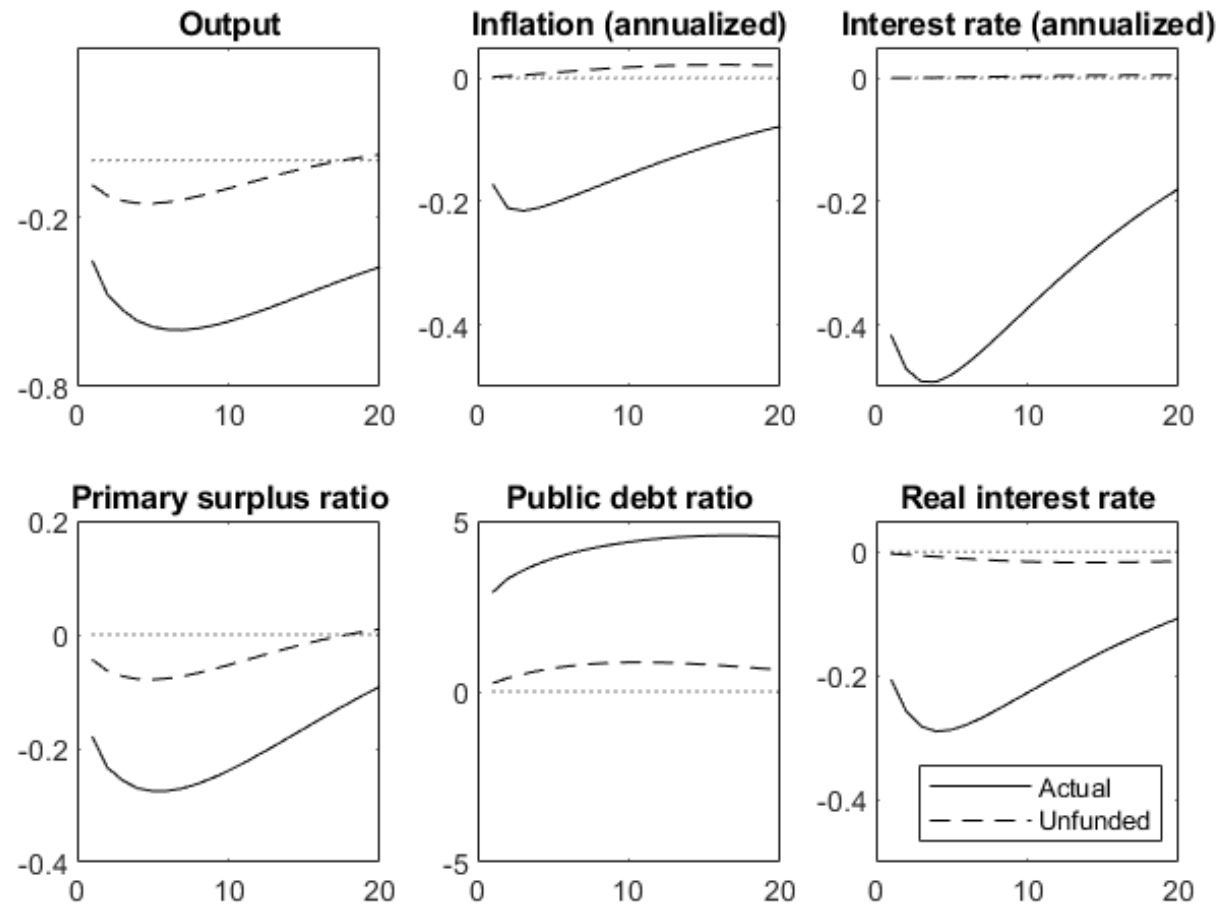 Output
-0.2
-0.8
0 10 20
Inflation (annualized)
0
-0.2
-0.4
0 10 20
Interest rate (annualized)
0
-0.2
-0.4
0 10 20
Primary surplus ratio
0.2
0
-0.2
-0.4
0 10 20
Public debt ratio
5
0
-5
0 10 20
Real interest rate
0
-0.2
-0.4
0 10 20
Actual
Unfunded